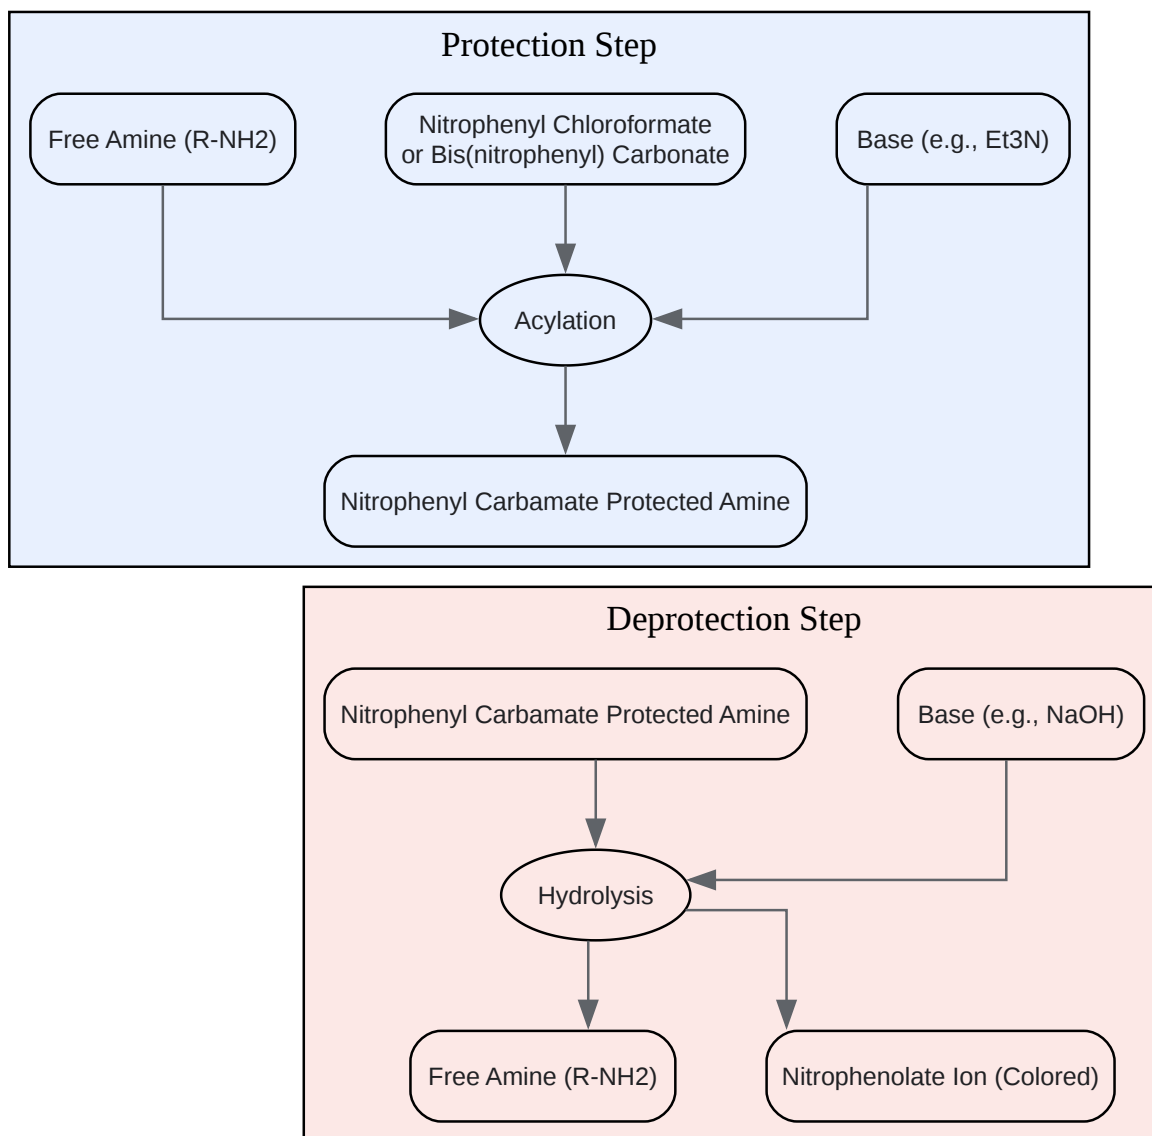 Protection Step
Free Amine (R-NH2)
Nitrophenyl Chloroformate
or Bis(nitrophenyl) Carbonate
Base (e.g., Et3N)
Acylation
Nitrophenyl Carbamate Protected Amine
Deprotection Step
Nitrophenyl Carbamate Protected Amine
Base (e.g., NaOH)
Hydrolysis
Free Amine (R-NH2)
Nitrophenolate Ion (Colored)